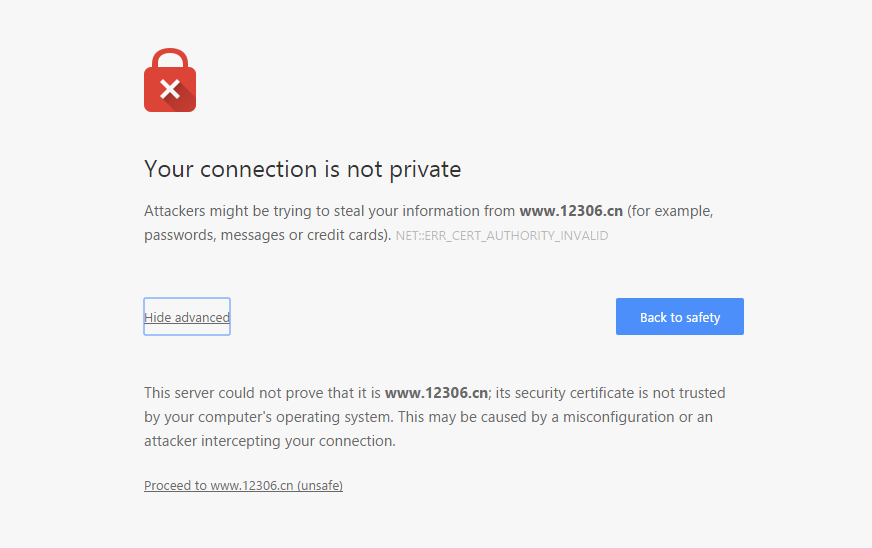 Your connection is not private
Attackers might be trying to steal your information from www.12306.cn (for example,
passwords, messages or credit cards). NET::ERR_CERT_AUTHORITY_INVALID
Hide advanced
Back to safety
This server could not prove that it is www.12306.cn; its security certificate is not trusted
by your computer's operating system. This may be caused by a misconfiguration or an
attacker intercepting your connection.
Proceed to www.12306.cn (unsafe)